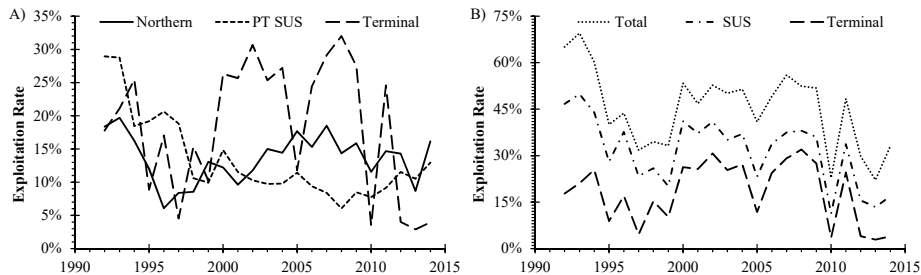 A) Northern PT SUS Terminal
35%
30%
25%
20%
15%
10%
5%
0%
Exploitation Rate
1990 1995 2000 2005 2010 2015
B) Total SUS Terminal
75%
60%
45%
30%
15%
0%
Exploitation Rate
1990 1995 2000 2005 2010 2015